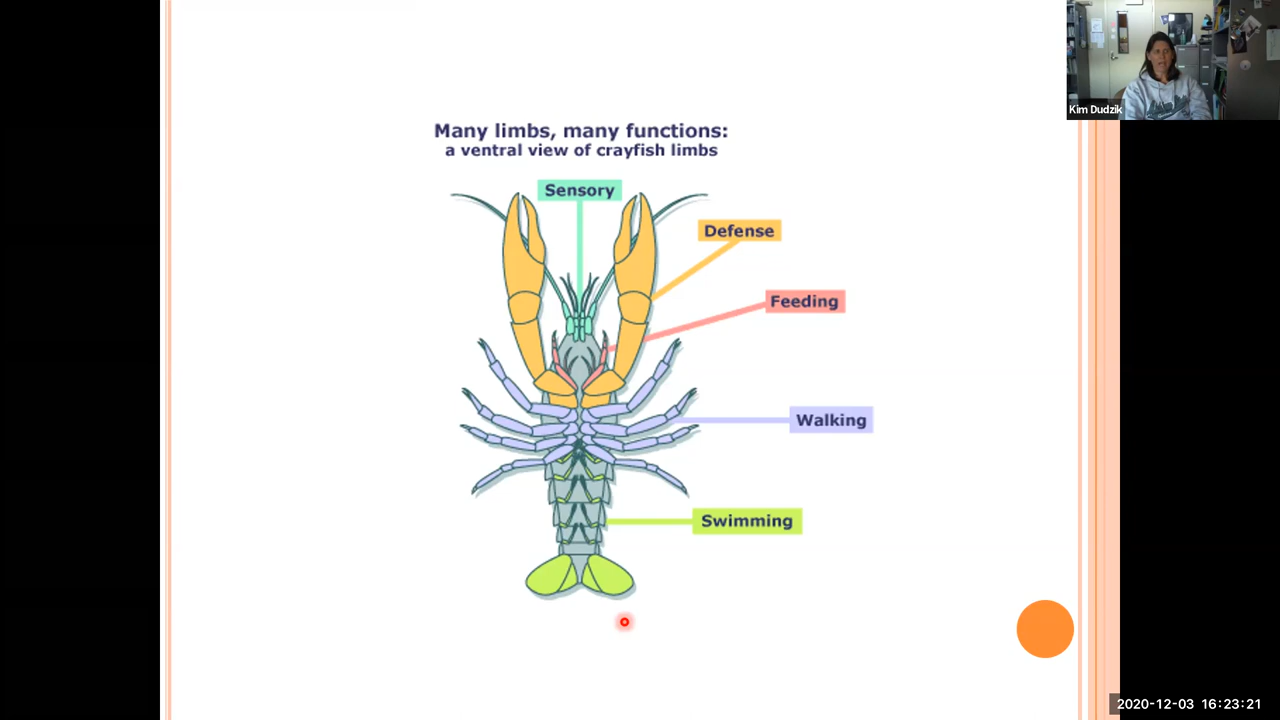 Kim Dudzik
Many limbs, many functions:
a ventral view of crayfish limbs
Sensory
Defense
Feeding
Walking
Swimming
2020-12-03 16:23:21